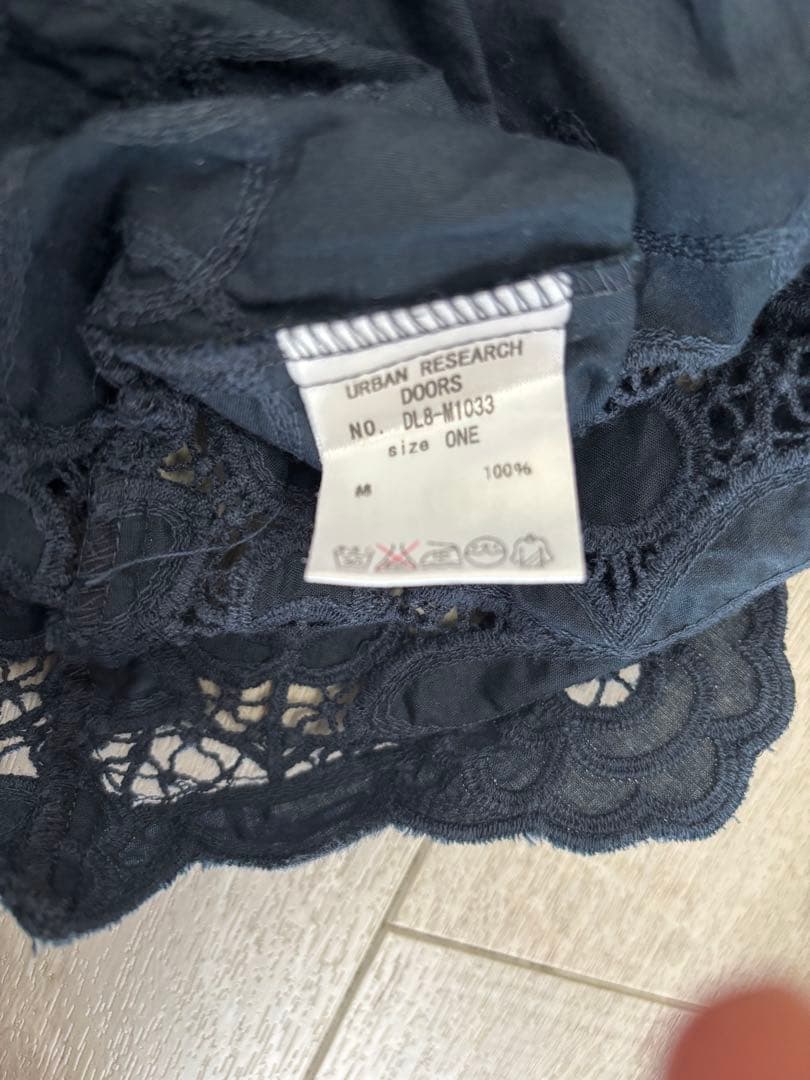 URBAN RESEARCH
DOORS
NO. DL8-M1033
size ONE
100%